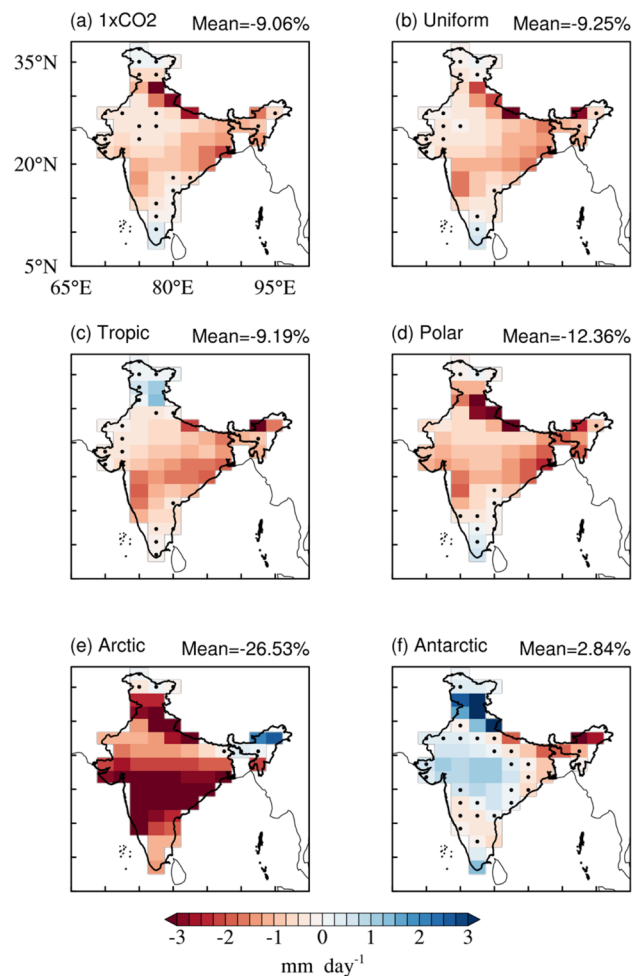 (a) 1xCO2 Mean=-9.06%
(b) Uniform Mean=-9.25%
35°N
20°N
5°N
65°E 80°E 95°E
(c) Tropic Mean=-9.19%
(d) Polar Mean=-12.36%
(e) Arctic Mean=-26.53%
(f) Antarctic Mean=2.84%
-3 -2 -1 0 1 2 3
mm day⁻¹